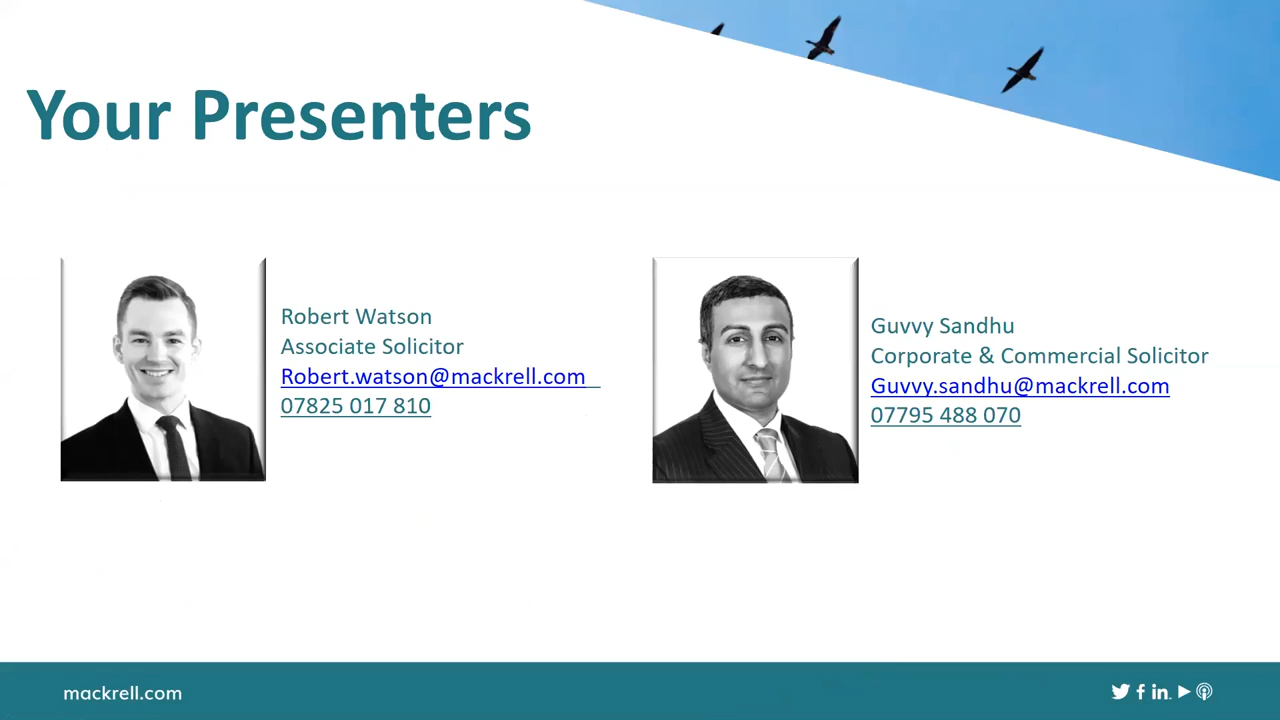 Your Presenters
Robert Watson
Associate Solicitor
Robert.watson@mackrell.com
07825 017 810
Guvvy Sandhu
Corporate & Commercial Solicitor
Guvvy.sandhu@mackrell.com
07795 488 070
mackrell.com